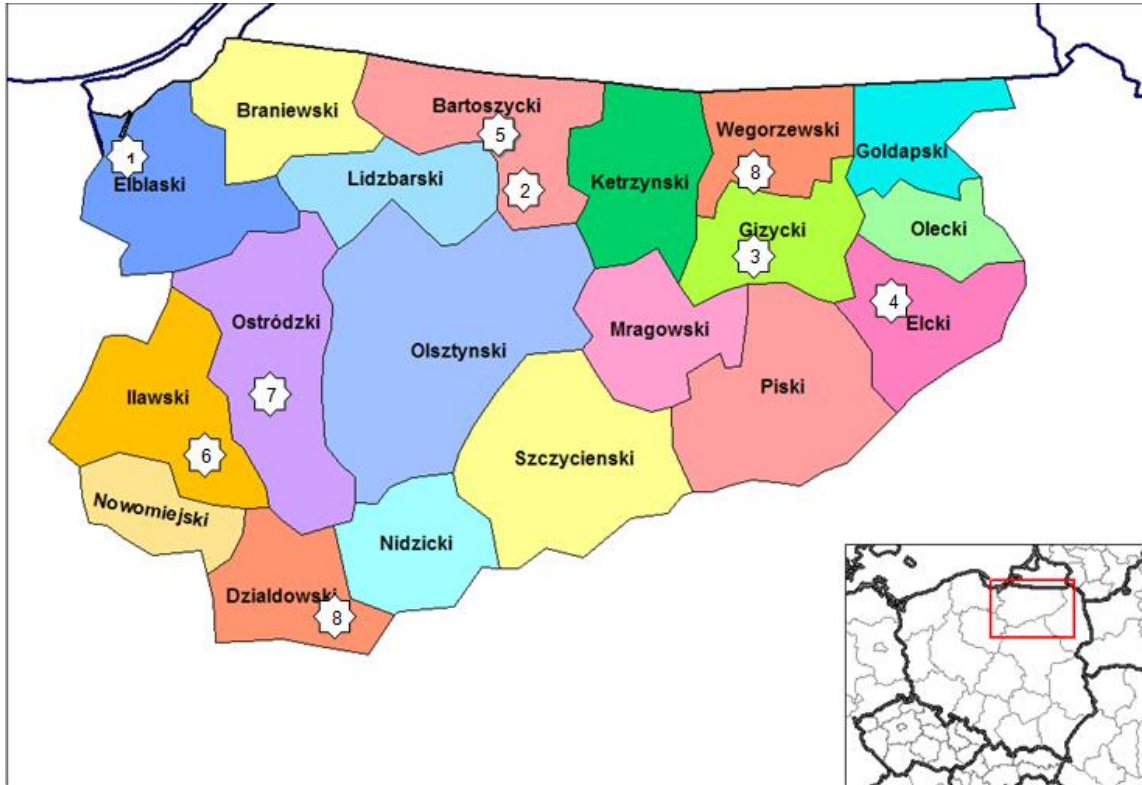 Braniewski
Bartoszycki
5
Wegorzewski
Goldapski
1
Elblaski
Lidzbarski
2
Ketrzynski
8
Gizycki
3
Olecki
Ostródzki
Mragowski
4
Elcki
Olsztynski
Ilawski
7
Piski
6
Szczycienski
Nowomiejski
Nidzicki
Dzialdowski
8